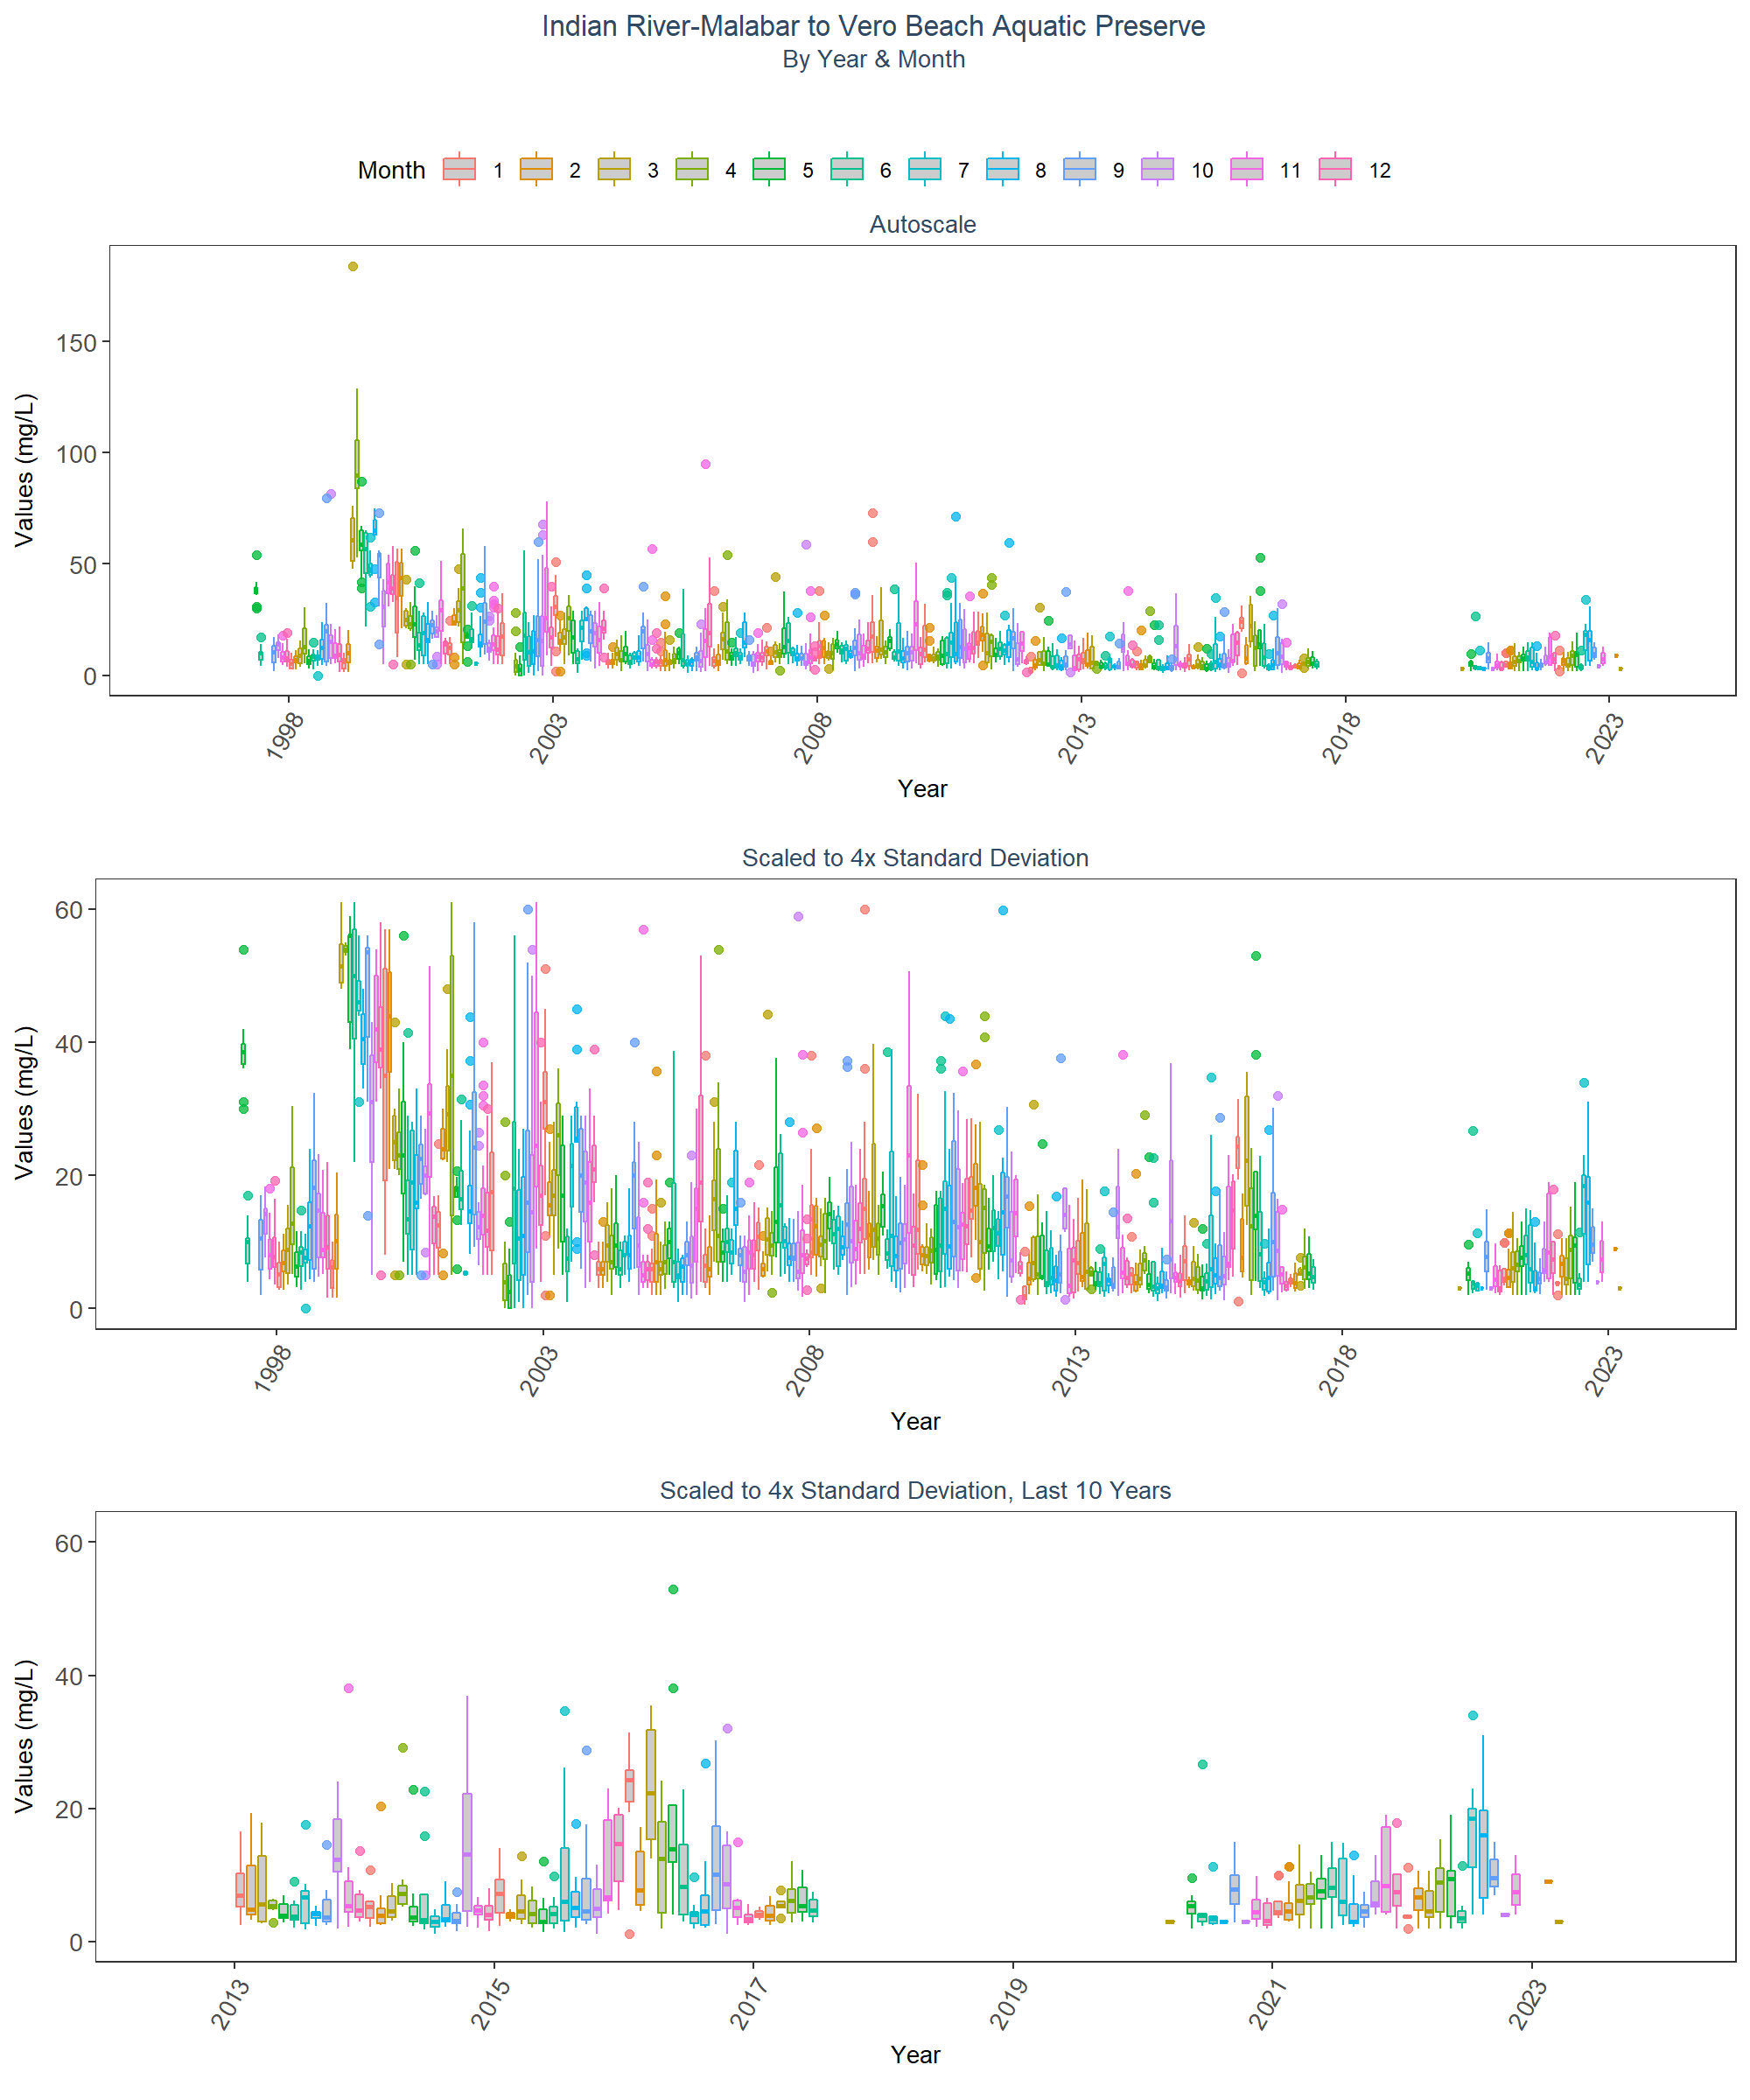 Indian River-Malabar to Vero Beach Aquatic Preserve
By Year & Month
Month 1 2 3 4 5 6 7 8 9 10 11 12
Autoscale
Values (mg/L)
150
100
50
0
1998 2003 2008 2013 2018 2023
Year
Scaled to 4x Standard Deviation
Values (mg/L)
60
40
20
0
1998 2003 2008 2013 2018 2023
Year
Scaled to 4x Standard Deviation, Last 10 Years
Values (mg/L)
60
40
20
0
2013 2015 2017 2019 2021 2023
Year